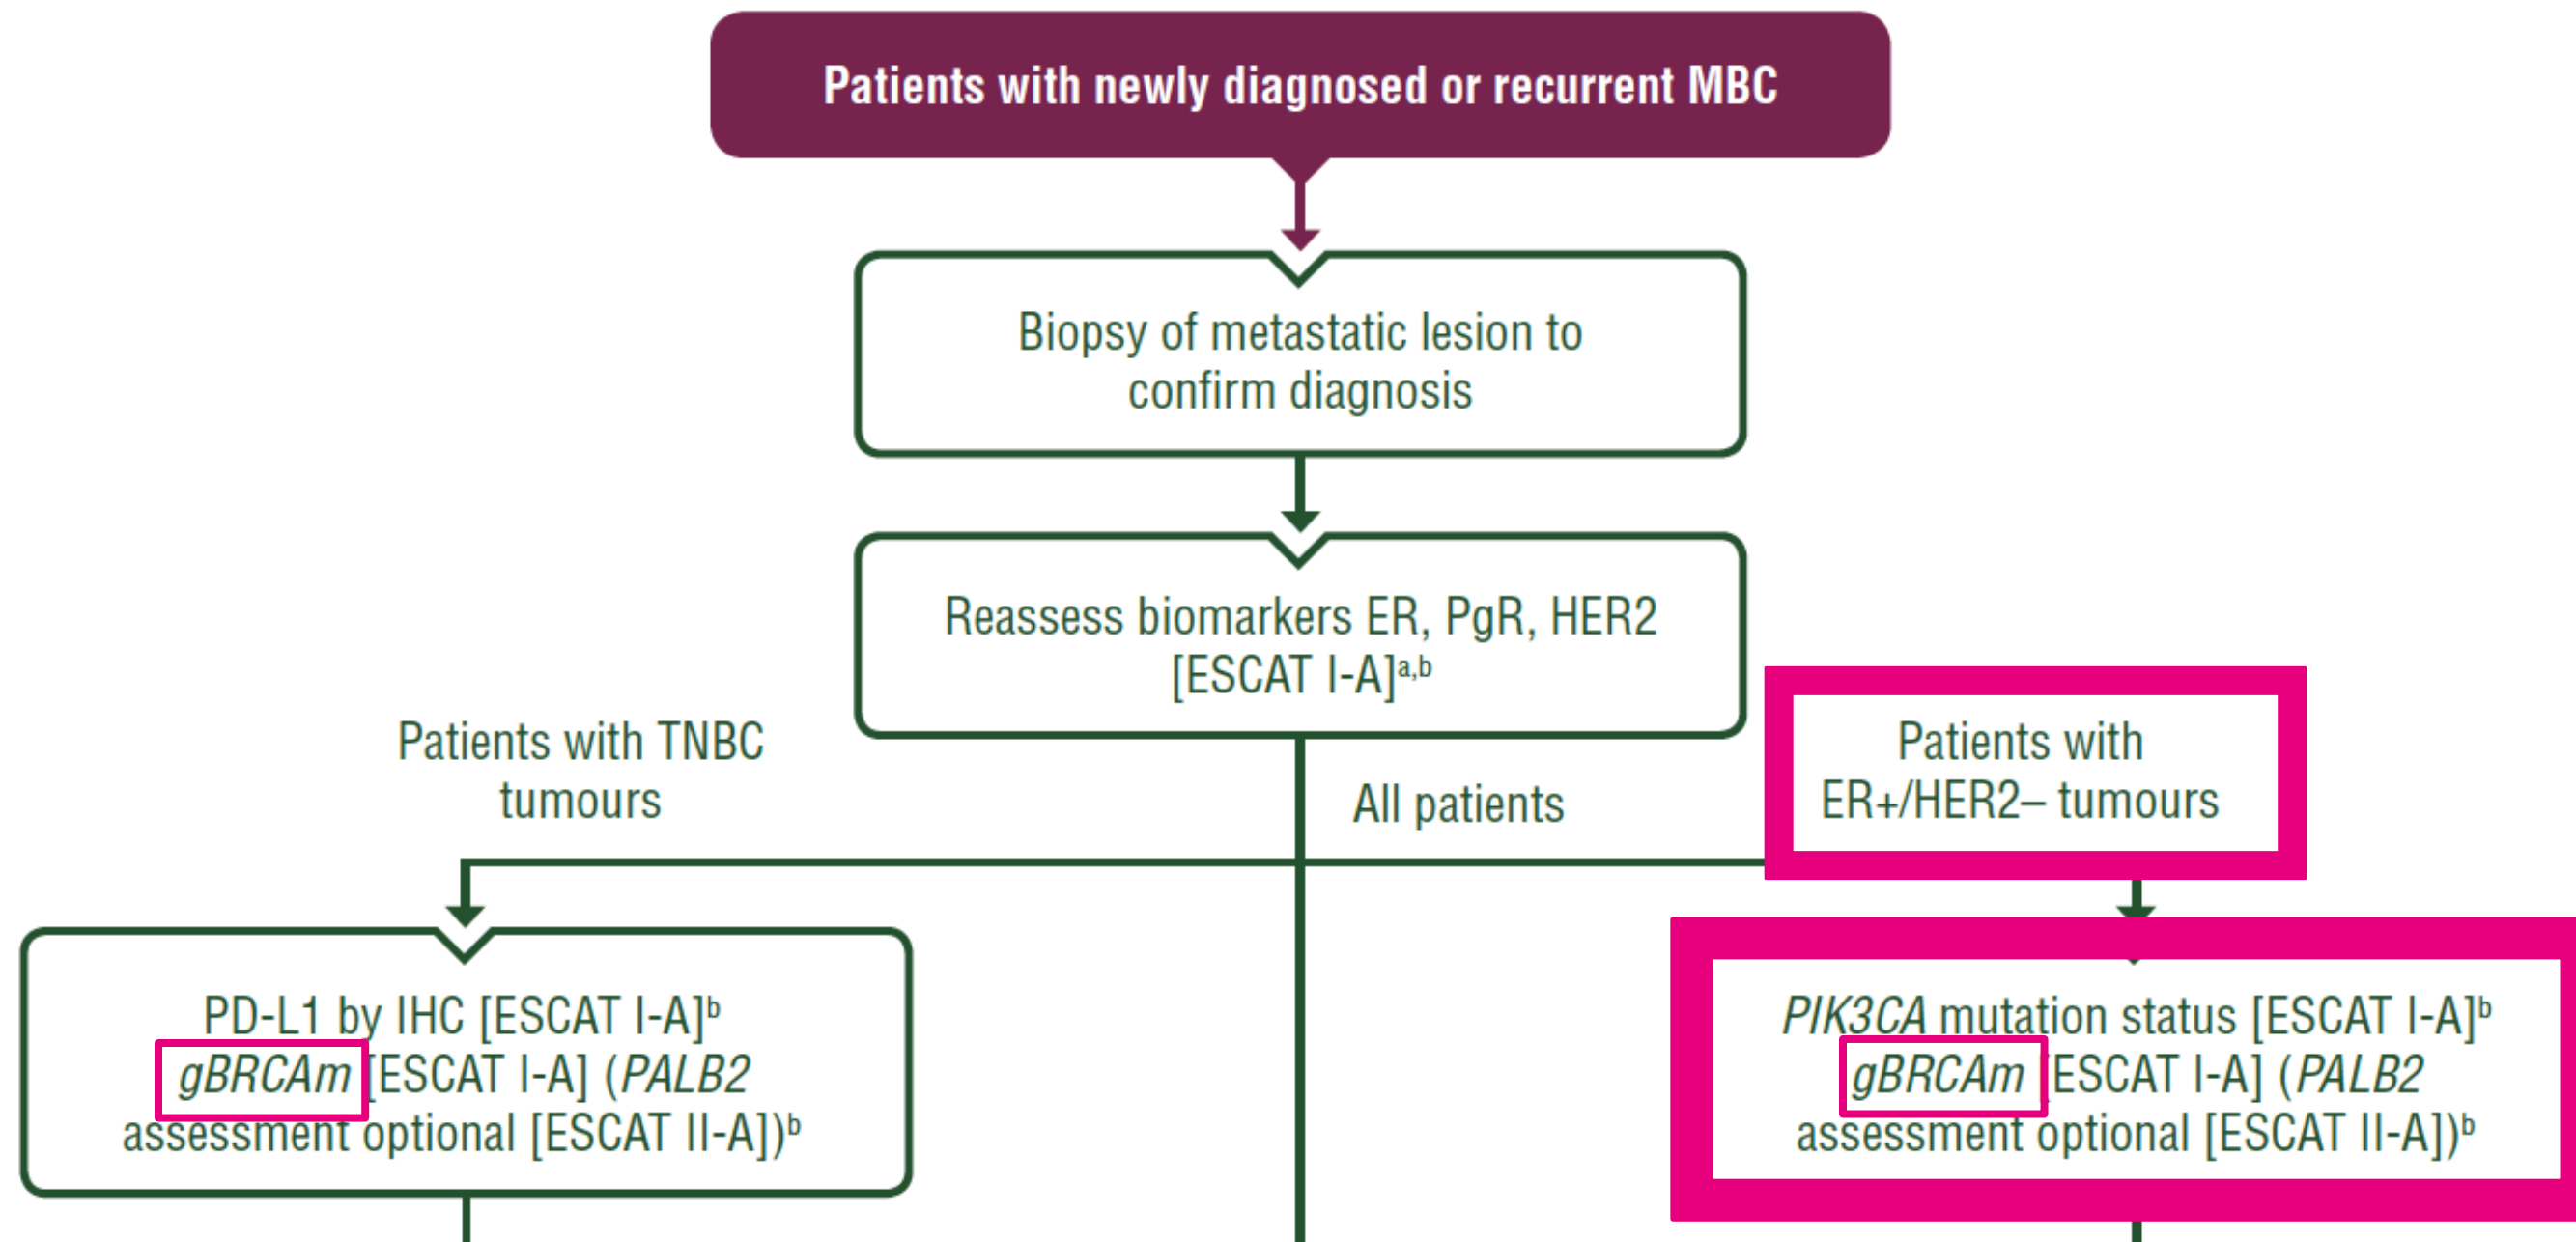 Patients with newly diagnosed or recurrent MBC
Biopsy of metastatic lesion to
confirm diagnosis
Reassess biomarkers ER, PgR, HER2
[ESCAT I-A]a,b
Patients with TNBC
tumours
All patients
Patients with
ER+/HER2– tumours
PD-L1 by IHC [ESCAT I-A]b
gBRCAm [ESCAT I-A] (PALB2
assessment optional [ESCAT II-A])b
PIK3CA mutation status [ESCAT I-A]b
gBRCAm [ESCAT I-A] (PALB2
assessment optional [ESCAT II-A])b